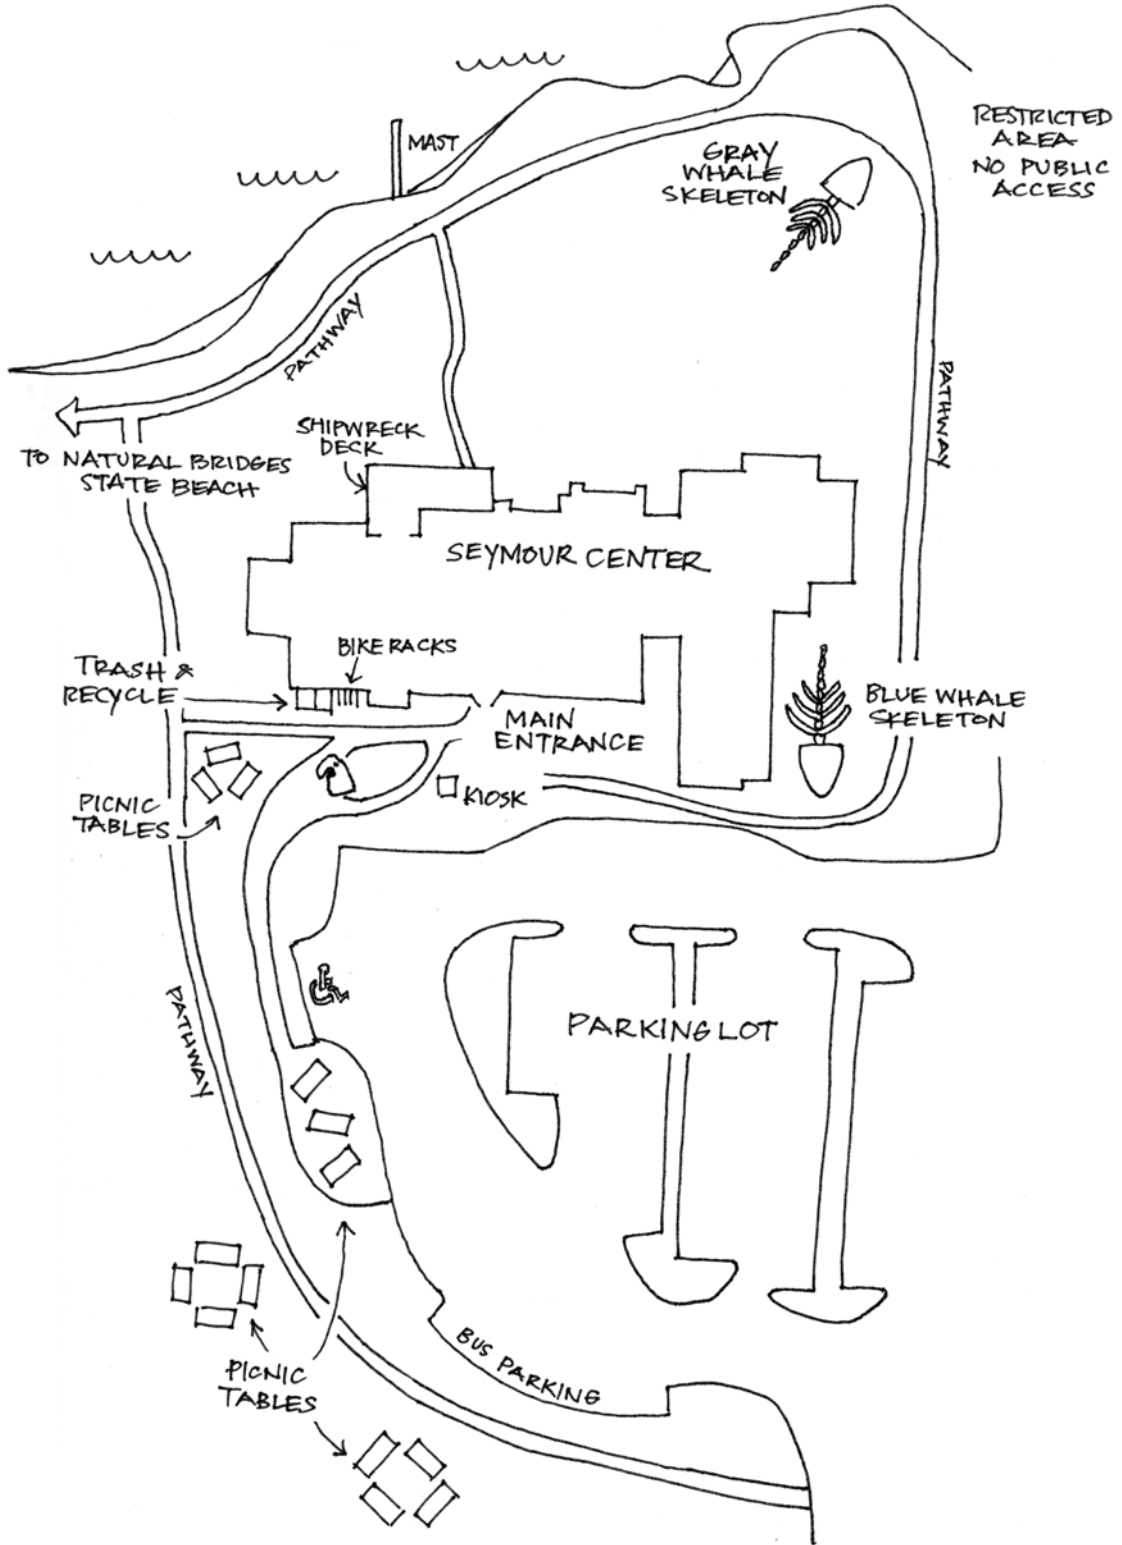 MAST
RESTRICTED
AREA
NO PUBLIC
ACCESS
GRAY
WHALE
SKELETON
PATHWAY
PATHWAY
SHIPWRECK
DECK
TO NATURAL BRIDGES
STATE BEACH
SEYMOUR CENTER
BIKE RACKS
TRASH &
RECYCLE
BLUE WHALE
SKELETON
MAIN
ENTRANCE
KIOSK
PICNIC
TABLES
PATHWAY
PARKING LOT
BUS PARKING
PICNIC
TABLES